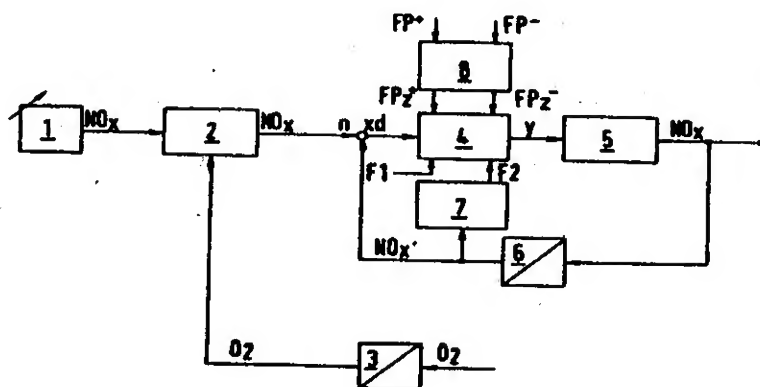 FP+ FP-
8
FPz+ FPz-
1 NOx 2 NOx n xd 4 y 5 NOx
F1 F2
7
NOx' 6
O2 3 O2